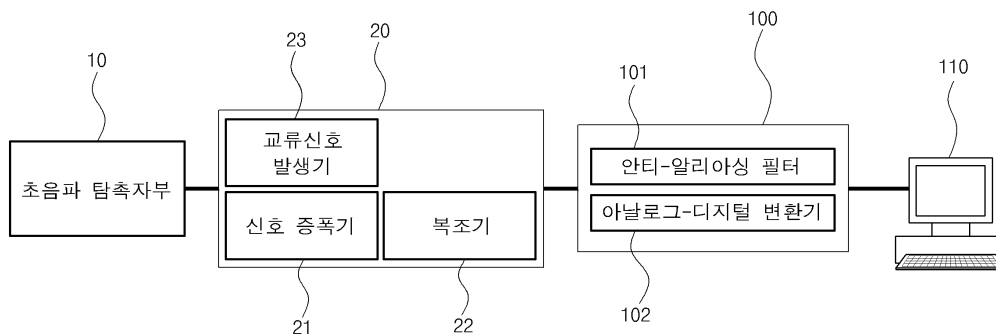 23
20
10
101
100
110
교류신호
발생기
안티-알리아싱 필터
초음파 탐촉자부
신호 증폭기
복조기
아날로그-디지털 변환기
21
22
102